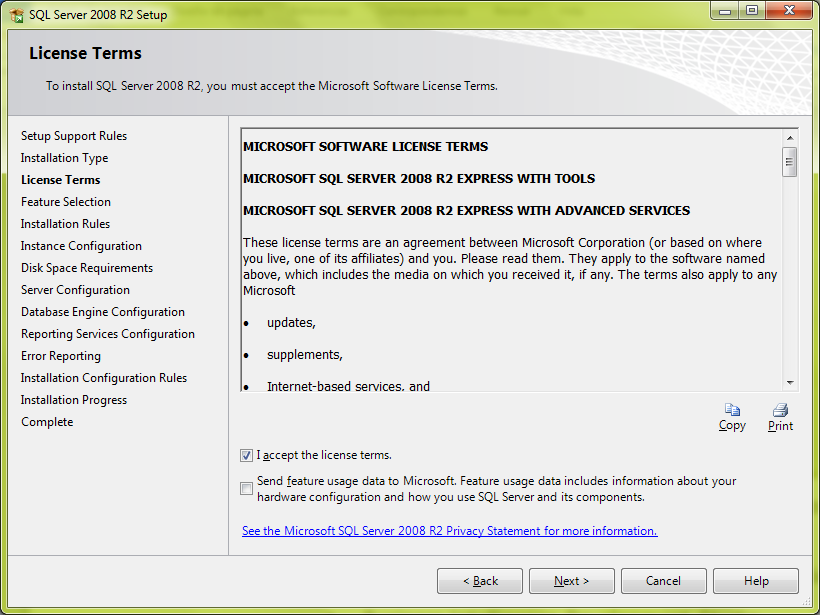 SQL Server 2008 R2 Setup
License Terms
To install SQL Server 2008 R2, you must accept the Microsoft Software License Terms.
Setup Support Rules
Installation Type
License Terms
Feature Selection
Installation Rules
Instance Configuration
Disk Space Requirements
Server Configuration
Database Engine Configuration
Reporting Services Configuration
Error Reporting
Installation Configuration Rules
Installation Progress
Complete
MICROSOFT SOFTWARE LICENSE TERMS
MICROSOFT SQL SERVER 2008 R2 EXPRESS WITH TOOLS
MICROSOFT SQL SERVER 2008 R2 EXPRESS WITH ADVANCED SERVICES
These license terms are an agreement between Microsoft Corporation (or based on where
you live, one of its affiliates) and you. Please read them. They apply to the software named
above, which includes the media on which you received it, if any. The terms also apply to any
Microsoft
• updates,
• supplements,
• Internet-based services, and
Copy
Print
I accept the license terms.
Send feature usage data to Microsoft. Feature usage data includes information about your
hardware configuration and how you use SQL Server and its components.
See the Microsoft SQL Server 2008 R2 Privacy Statement for more information.
< Back
Next >
Cancel
Help